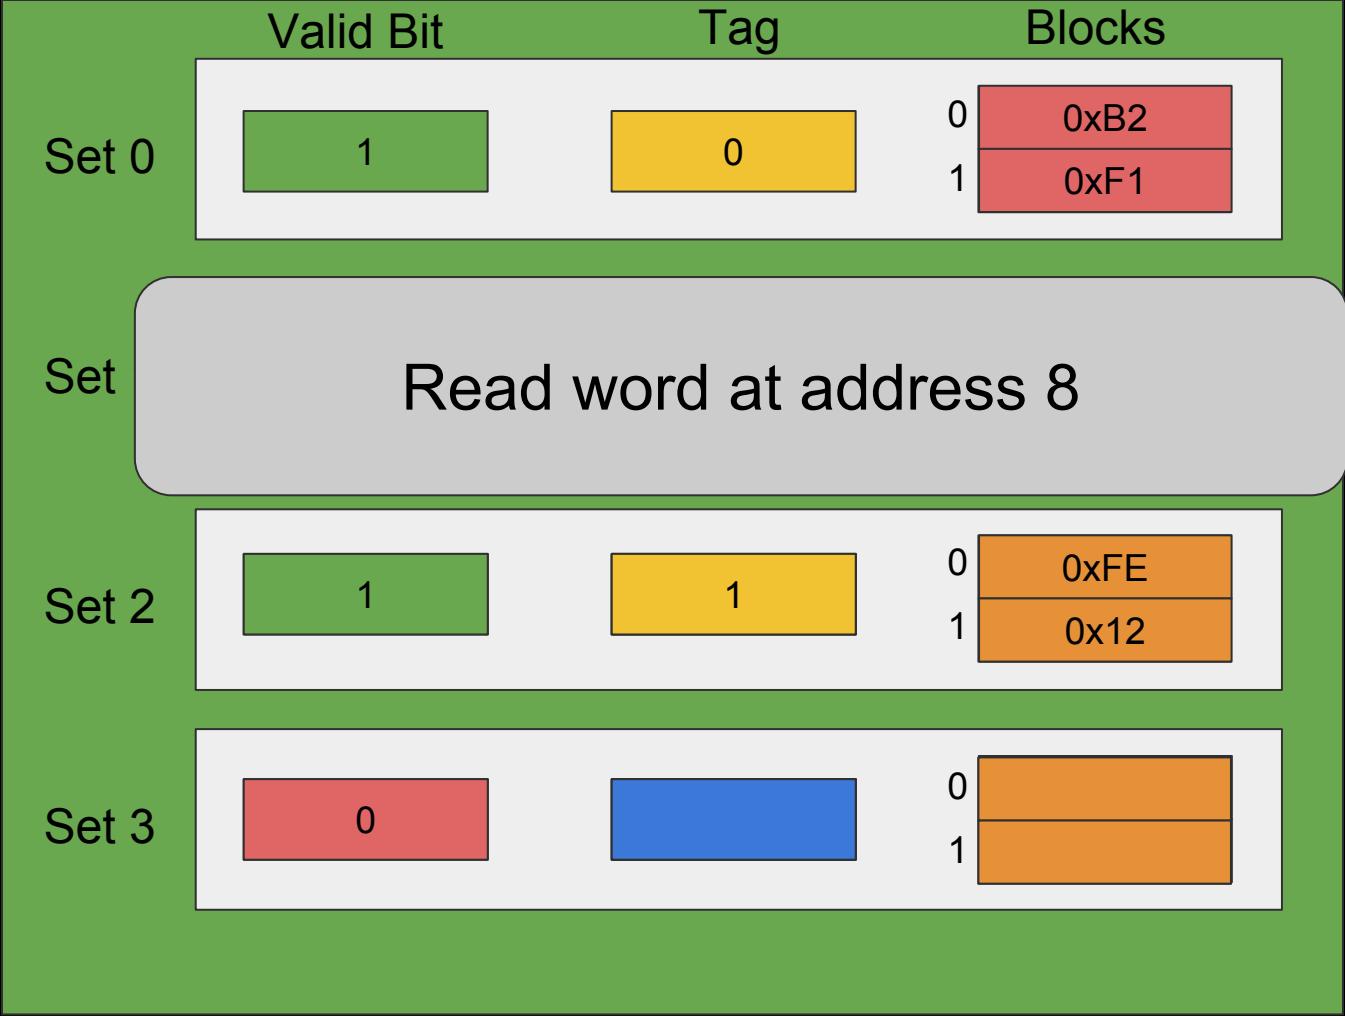 Valid Bit Tag Blocks
Set 0 1 0 0 0xB2
1 0xF1
Set Read word at address 8
Set 2 1 1 0 0xFE
1 0x12
Set 3 0 0
1